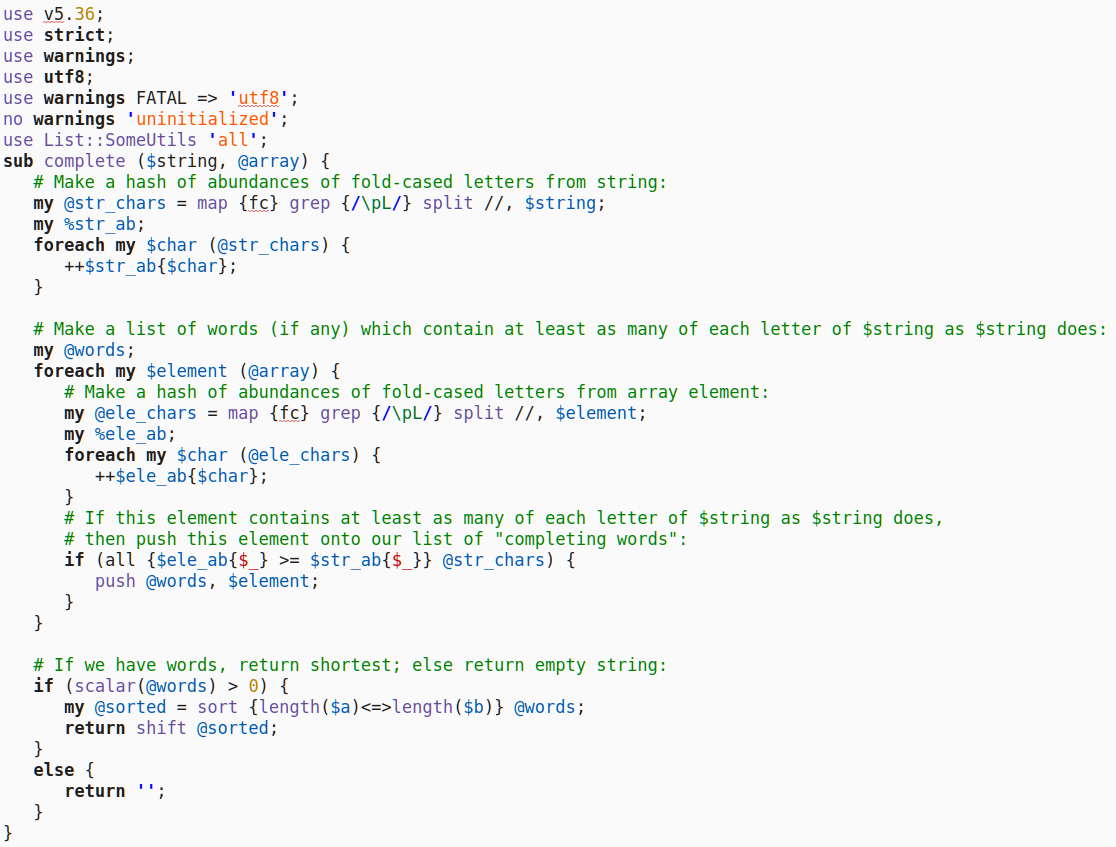 use v5.36;
use strict;
use warnings;
use utf8;
use warnings FATAL => 'utf8';
no warnings 'uninitialized';
use List::SomeUtils 'all';
sub complete ($string, @array) {
   # Make a hash of abundances of fold-cased letters from string:
   my @str_chars = map {fc} grep {/\pL/} split //, $string;
   my %str_ab;
   foreach my $char (@str_chars) {
      ++$str_ab{$char};
   }

   # Make a list of words (if any) which contain at least as many of each letter of $string as $string does:
   my @words;
   foreach my $element (@array) {
      # Make a hash of abundances of fold-cased letters from array element:
      my @ele_chars = map {fc} grep {/\pL/} split //, $element;
      my %ele_ab;
      foreach my $char (@ele_chars) {
         ++$ele_ab{$char};
      }
      # If this element contains at least as many of each letter of $string as $string does,
      # then push this element onto our list of "completing words":
      if (all {$ele_ab{$_} >= $str_ab{$_}} @str_chars) {
         push @words, $element;
      }
   }

   # If we have words, return shortest; else return empty string:
   if (scalar(@words) > 0) {
      my @sorted = sort {length($a)<=>length($b)} @words;
      return shift @sorted;
   }
   else {
      return '';
   }
}